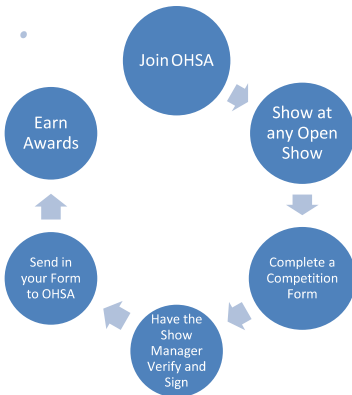 Join OHSA
Show at
any Open
Show
Complete a
Competition
Form
Have the
Show
Manager
Verify and
Sign
Send in
your Form
to OHSA
Earn
Awards